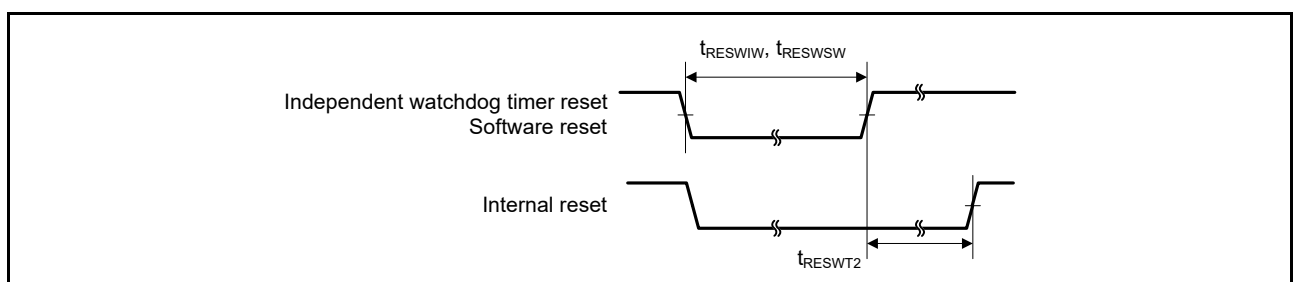 tRESWIW, tRESWSW
Independent watchdog timer reset
Software reset
Internal reset
tRESWT2